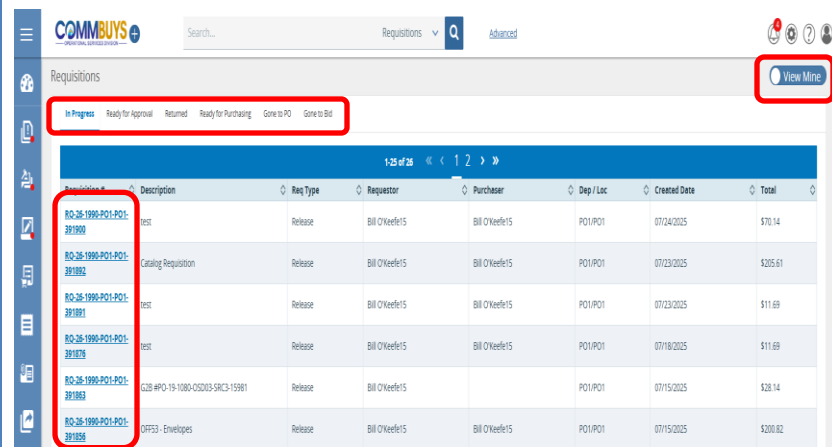 COMMBUYS
OPERATIONAL SERVICES DIVISION
Search...
Requisitions
Advanced
4
Requisitions
View Mine
In Progress Ready for Approval Returned Ready for Purchasing Gone to PO Gone to Bid
1-25 of 26 1 2
Requisition # Description Req Type Requestor Purchaser Dep / Loc Created Date Total
RQ-26-1990-PO1-PO1-
391900 test Release Bill O'Keefe15 Bill O'Keefe15 PO1/PO1 07/24/2025 $70.14
RQ-26-1990-PO1-PO1-
391892 Catalog Requisition Release Bill O'Keefe15 Bill O'Keefe15 PO1/PO1 07/23/2025 $205.61
RQ-26-1990-PO1-PO1-
391891 test Release Bill O'Keefe15 Bill O'Keefe15 PO1/PO1 07/23/2025 $11.69
RQ-26-1990-PO1-PO1-
391876 test Release Bill O'Keefe15 Bill O'Keefe15 PO1/PO1 07/18/2025 $11.69
RQ-26-1990-PO1-PO1-
391863 G2B #PO-19-1080-OSD03-SRC3-15981 Release Bill O'Keefe15 PO1/PO1 07/15/2025 $28.14
RQ-26-1990-PO1-PO1-
391856 OFF53 - Envelopes Release Bill O'Keefe15 Bill O'Keefe15 PO1/PO1 07/15/2025 $200.82